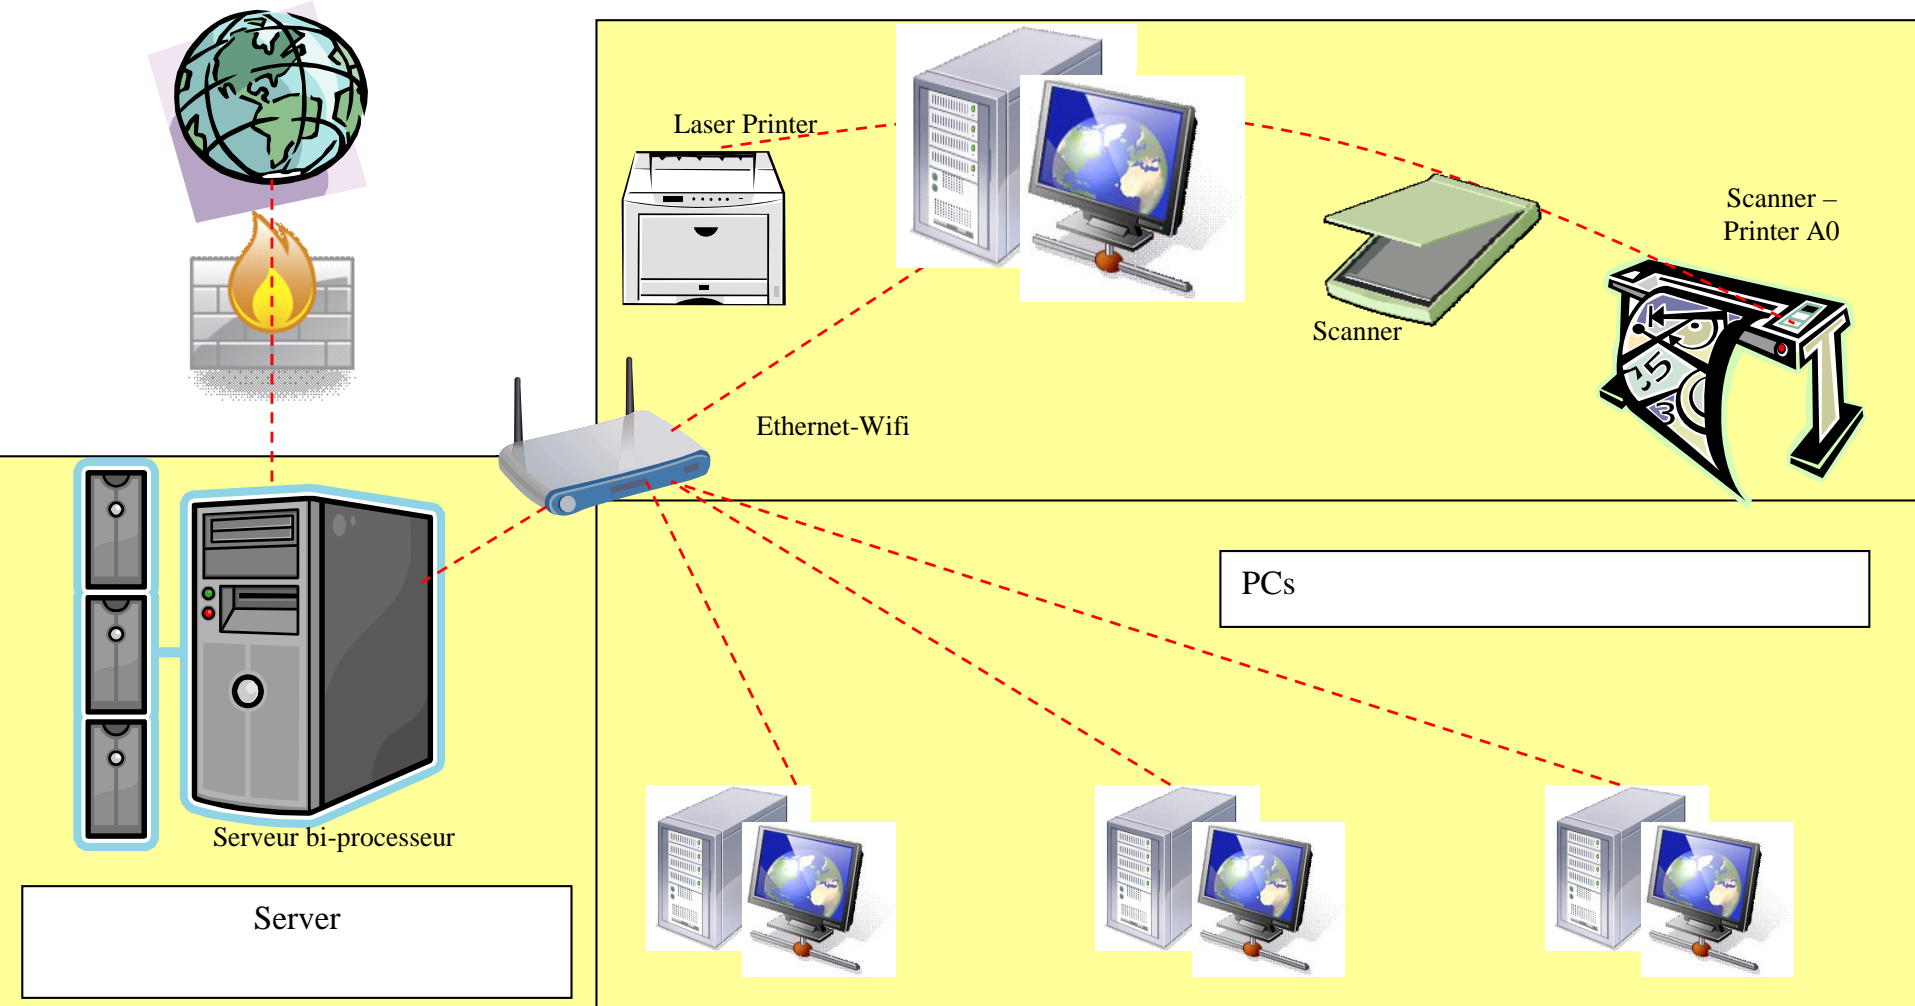 Laser Printer
Scanner –
Printer A0
Scanner
Ethernet-Wifi
PCs
Serveur bi-processeur
Server